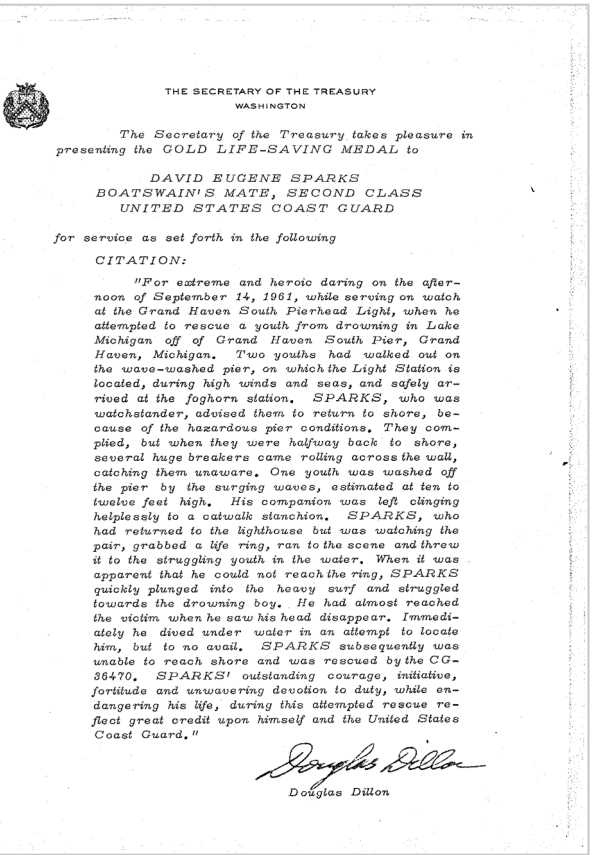 THE SECRETARY OF THE TREASURY
WASHINGTON
The Secretary of the Treasury takes pleasure in
presenting the GOLD LIFE-SAVING MEDAL to
DAVID EUGENE SPARKS
BOATSWAIN'S MATE, SECOND CLASS
UNITED STATES COAST GUARD
for service as set forth in the following
CITATION:
"For extreme and heroic daring on the after-
noon of September 14, 1961, while serving on watch
at the Grand Haven South Pierhead Light, when he
attempted to rescue a youth from drowning in Lake
Michigan off of Grand Haven South Pier, Grand
Haven, Michigan. Two youths had walked out on
the wave-washed pier, on which the Light Station is
located, during high winds and seas, and safely ar-
rived at the foghorn station. SPARKS, who was
watchstander, advised them to return to shore, be-
cause of the hazardous pier conditions. They com-
plied, but when they were halfway back to shore,
several huge breakers came rolling across the wall,
catching them unaware. One youth was washed off
the pier by the surging waves, estimated at ten to
twelve feet high. His companion was left clinging
helplessly to a catwalk stanchion. SPARKS, who
had returned to the lighthouse but was watching the
pair, grabbed a life ring, ran to the scene and threw
it to the struggling youth in the water. When it was
apparent that he could not reach the ring, SPARKS
quickly plunged into the heavy surf and struggled
towards the drowning boy. He had almost reached
the victim when he saw his head disappear. Immedi-
ately he dived under water in an attempt to locate
him, but to no avail. SPARKS subsequently was
unable to reach shore and was rescued by the CG-
36470. SPARKS' outstanding courage, initiative,
fortitude and unwavering devotion to duty, while en-
dangering his life, during this attempted rescue re-
flect great credit upon himself and the United States
Coast Guard."
Douglas Dillon
Douglas Dillon